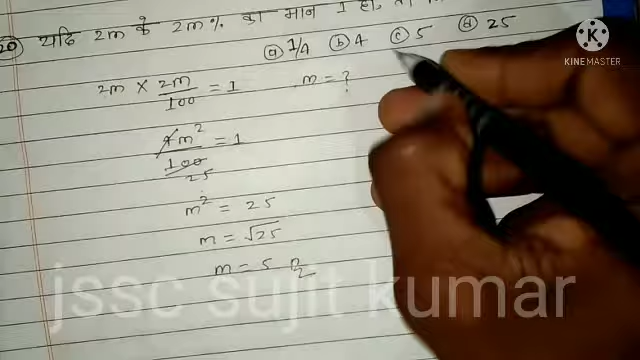 20 यदि 2m के 2m% का मान 1 हो, तो
(a) 1/4 (b) 4 (c) 5 (d) 25
2m × 2m/100 = 1 , m = ?
4m²/100 = 1
25
m² = 25
m = √25
m = 5
KINEMASTER
jssc sujit kumar